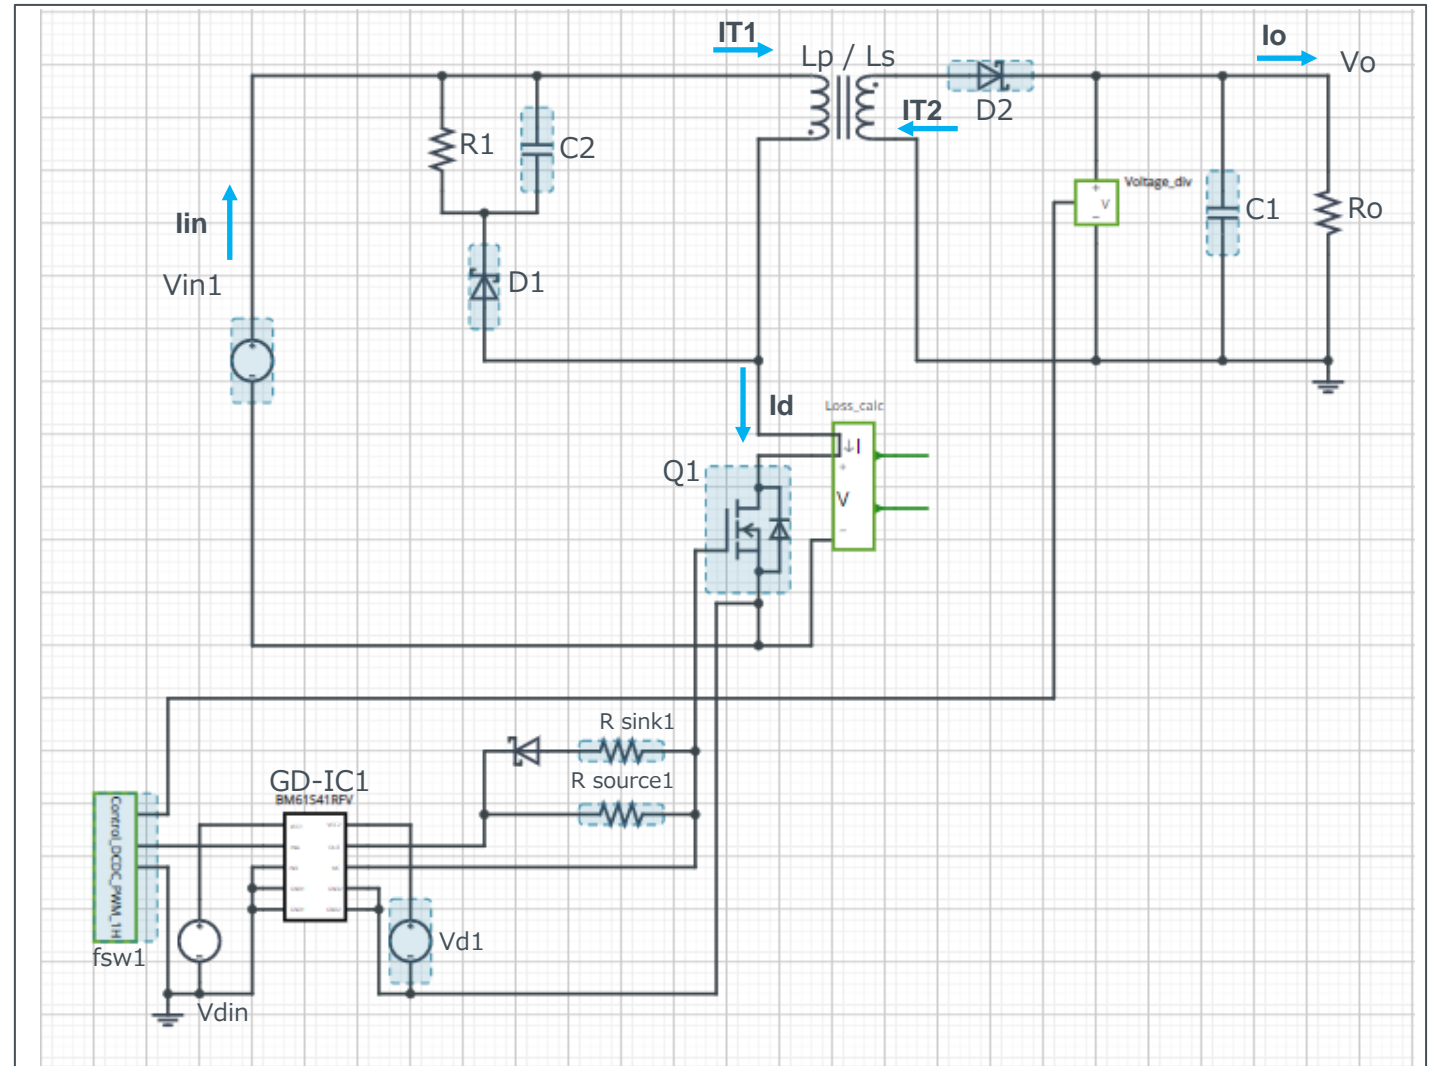 IT1
Io
Lp / Ls
Vo
IT2
D2
R1
C2
Voltage_div
+
V
−
C1
Ro
Iin
D1
Vin1
Id
Loss_calc
↓I
Q1
+
V
−
R sink1
R source1
GD-IC1
BM61S41RFV
Control_DCDC_PWM_1H
Vd1
fsw1
Vdin